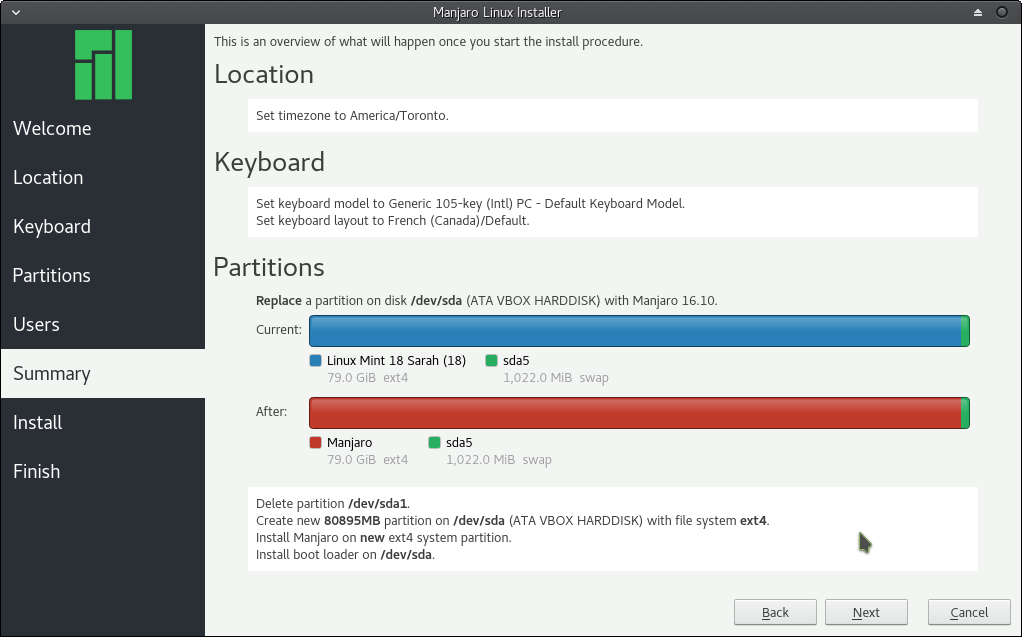 Manjaro Linux Installer
Welcome
Location
Keyboard
Partitions
Users
Summary
Install
Finish
This is an overview of what will happen once you start the install procedure.
Location
Set timezone to America/Toronto.
Keyboard
Set keyboard model to Generic 105-key (Intl) PC - Default Keyboard Model.
Set keyboard layout to French (Canada)/Default.
Partitions
Replace a partition on disk /dev/sda (ATA VBOX HARDDISK) with Manjaro 16.10.
Current:
Linux Mint 18 Sarah (18) sda5
79.0 GiB ext4 1,022.0 MiB swap
After:
Manjaro sda5
79.0 GiB ext4 1,022.0 MiB swap
Delete partition /dev/sda1.
Create new 80895MB partition on /dev/sda (ATA VBOX HARDDISK) with file system ext4.
Install Manjaro on new ext4 system partition.
Install boot loader on /dev/sda.
Back Next Cancel